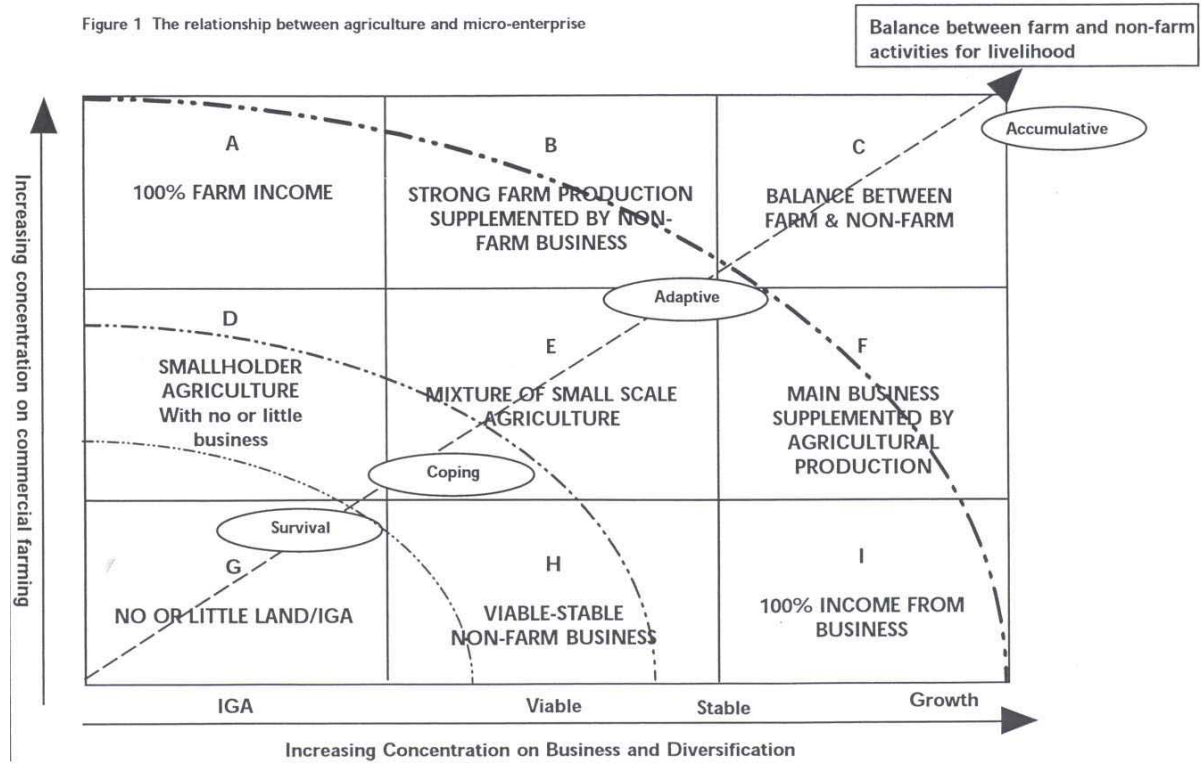 Figure 1 The relationship between agriculture and micro-enterprise
Balance between farm and non-farm
activities for livelihood
Accumulative
Increasing concentration on commercial farming
A
100% FARM INCOME
B
STRONG FARM PRODUCTION
SUPPLEMENTED BY NON-
FARM BUSINESS
C
BALANCE BETWEEN
FARM & NON-FARM
Adaptive
D
SMALLHOLDER
AGRICULTURE
With no or little
business
E
MIXTURE OF SMALL SCALE
AGRICULTURE
F
MAIN BUSINESS
SUPPLEMENTED BY
AGRICULTURAL
PRODUCTION
Coping
Survival
G
NO OR LITTLE LAND/IGA
H
VIABLE-STABLE
NON-FARM BUSINESS
I
100% INCOME FROM
BUSINESS
IGA
Viable
Stable
Growth
Increasing Concentration on Business and Diversification